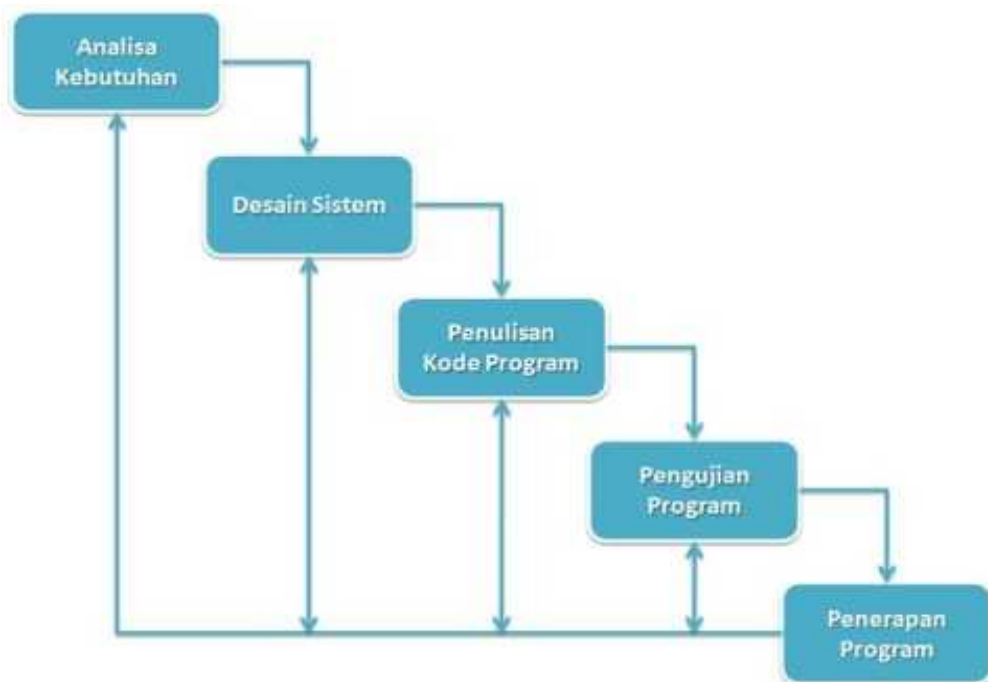 Analisa
Kebutuhan
Desain Sistem
Penulisan
Kode Program
Pengujian
Program
Penerapan
Program